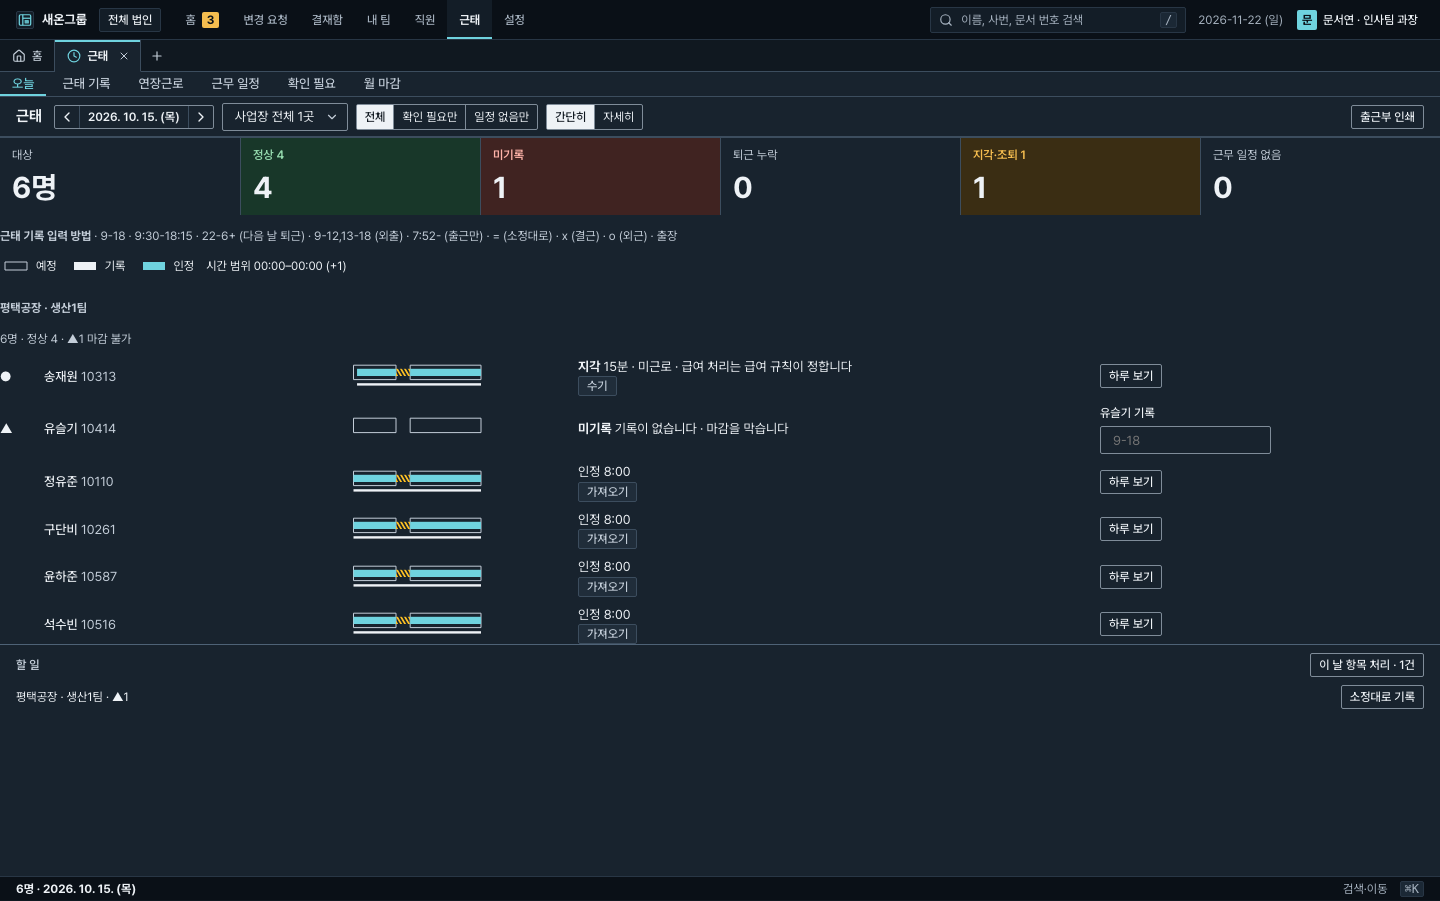 새온그룹 전체 법인 홈 3 변경 요청 결재함 내 팀 직원 근태 설정 이름, 사번, 문서 번호 검색 / 2026-11-22 (일) 문 문서연 · 인사팀 과장
홈 근태
오늘 근태 기록 연장근로 근무 일정 확인 필요 월 마감
근태 2026. 10. 15. (목) 사업장 전체 1곳 전체 확인 필요만 일정 없음만 간단히 자세히 출근부 인쇄
대상 정상 4 미기록 퇴근 누락 지각·조퇴 1 근무 일정 없음
6명 4 1 0 1 0
근태 기록 입력 방법 · 9-18 · 9:30-18:15 · 22-6+ (다음 날 퇴근) · 9-12,13-18 (외출) · 7:52- (출근만) · = (소정대로) · x (결근) · o (외근) · 출장
예정 기록 인정 시간 범위 00:00–00:00 (+1)
평택공장 · 생산1팀
6명 · 정상 4 · ▲1 마감 불가
● 송재원 10313 지각 15분 · 미근로 · 급여 처리는 급여 규칙이 정합니다 하루 보기
수기
유슬기 기록
▲ 유슬기 10414 미기록 기록이 없습니다 · 마감을 막습니다 9-18
정유준 10110 인정 8:00 하루 보기
가져오기
구단비 10261 인정 8:00 하루 보기
가져오기
윤하준 10587 인정 8:00 하루 보기
가져오기
석수빈 10516 인정 8:00 하루 보기
가져오기
할 일 이 날 항목 처리 · 1건
평택공장 · 생산1팀 · ▲1 소정대로 기록
6명 · 2026. 10. 15. (목) 검색·이동 ⌘K